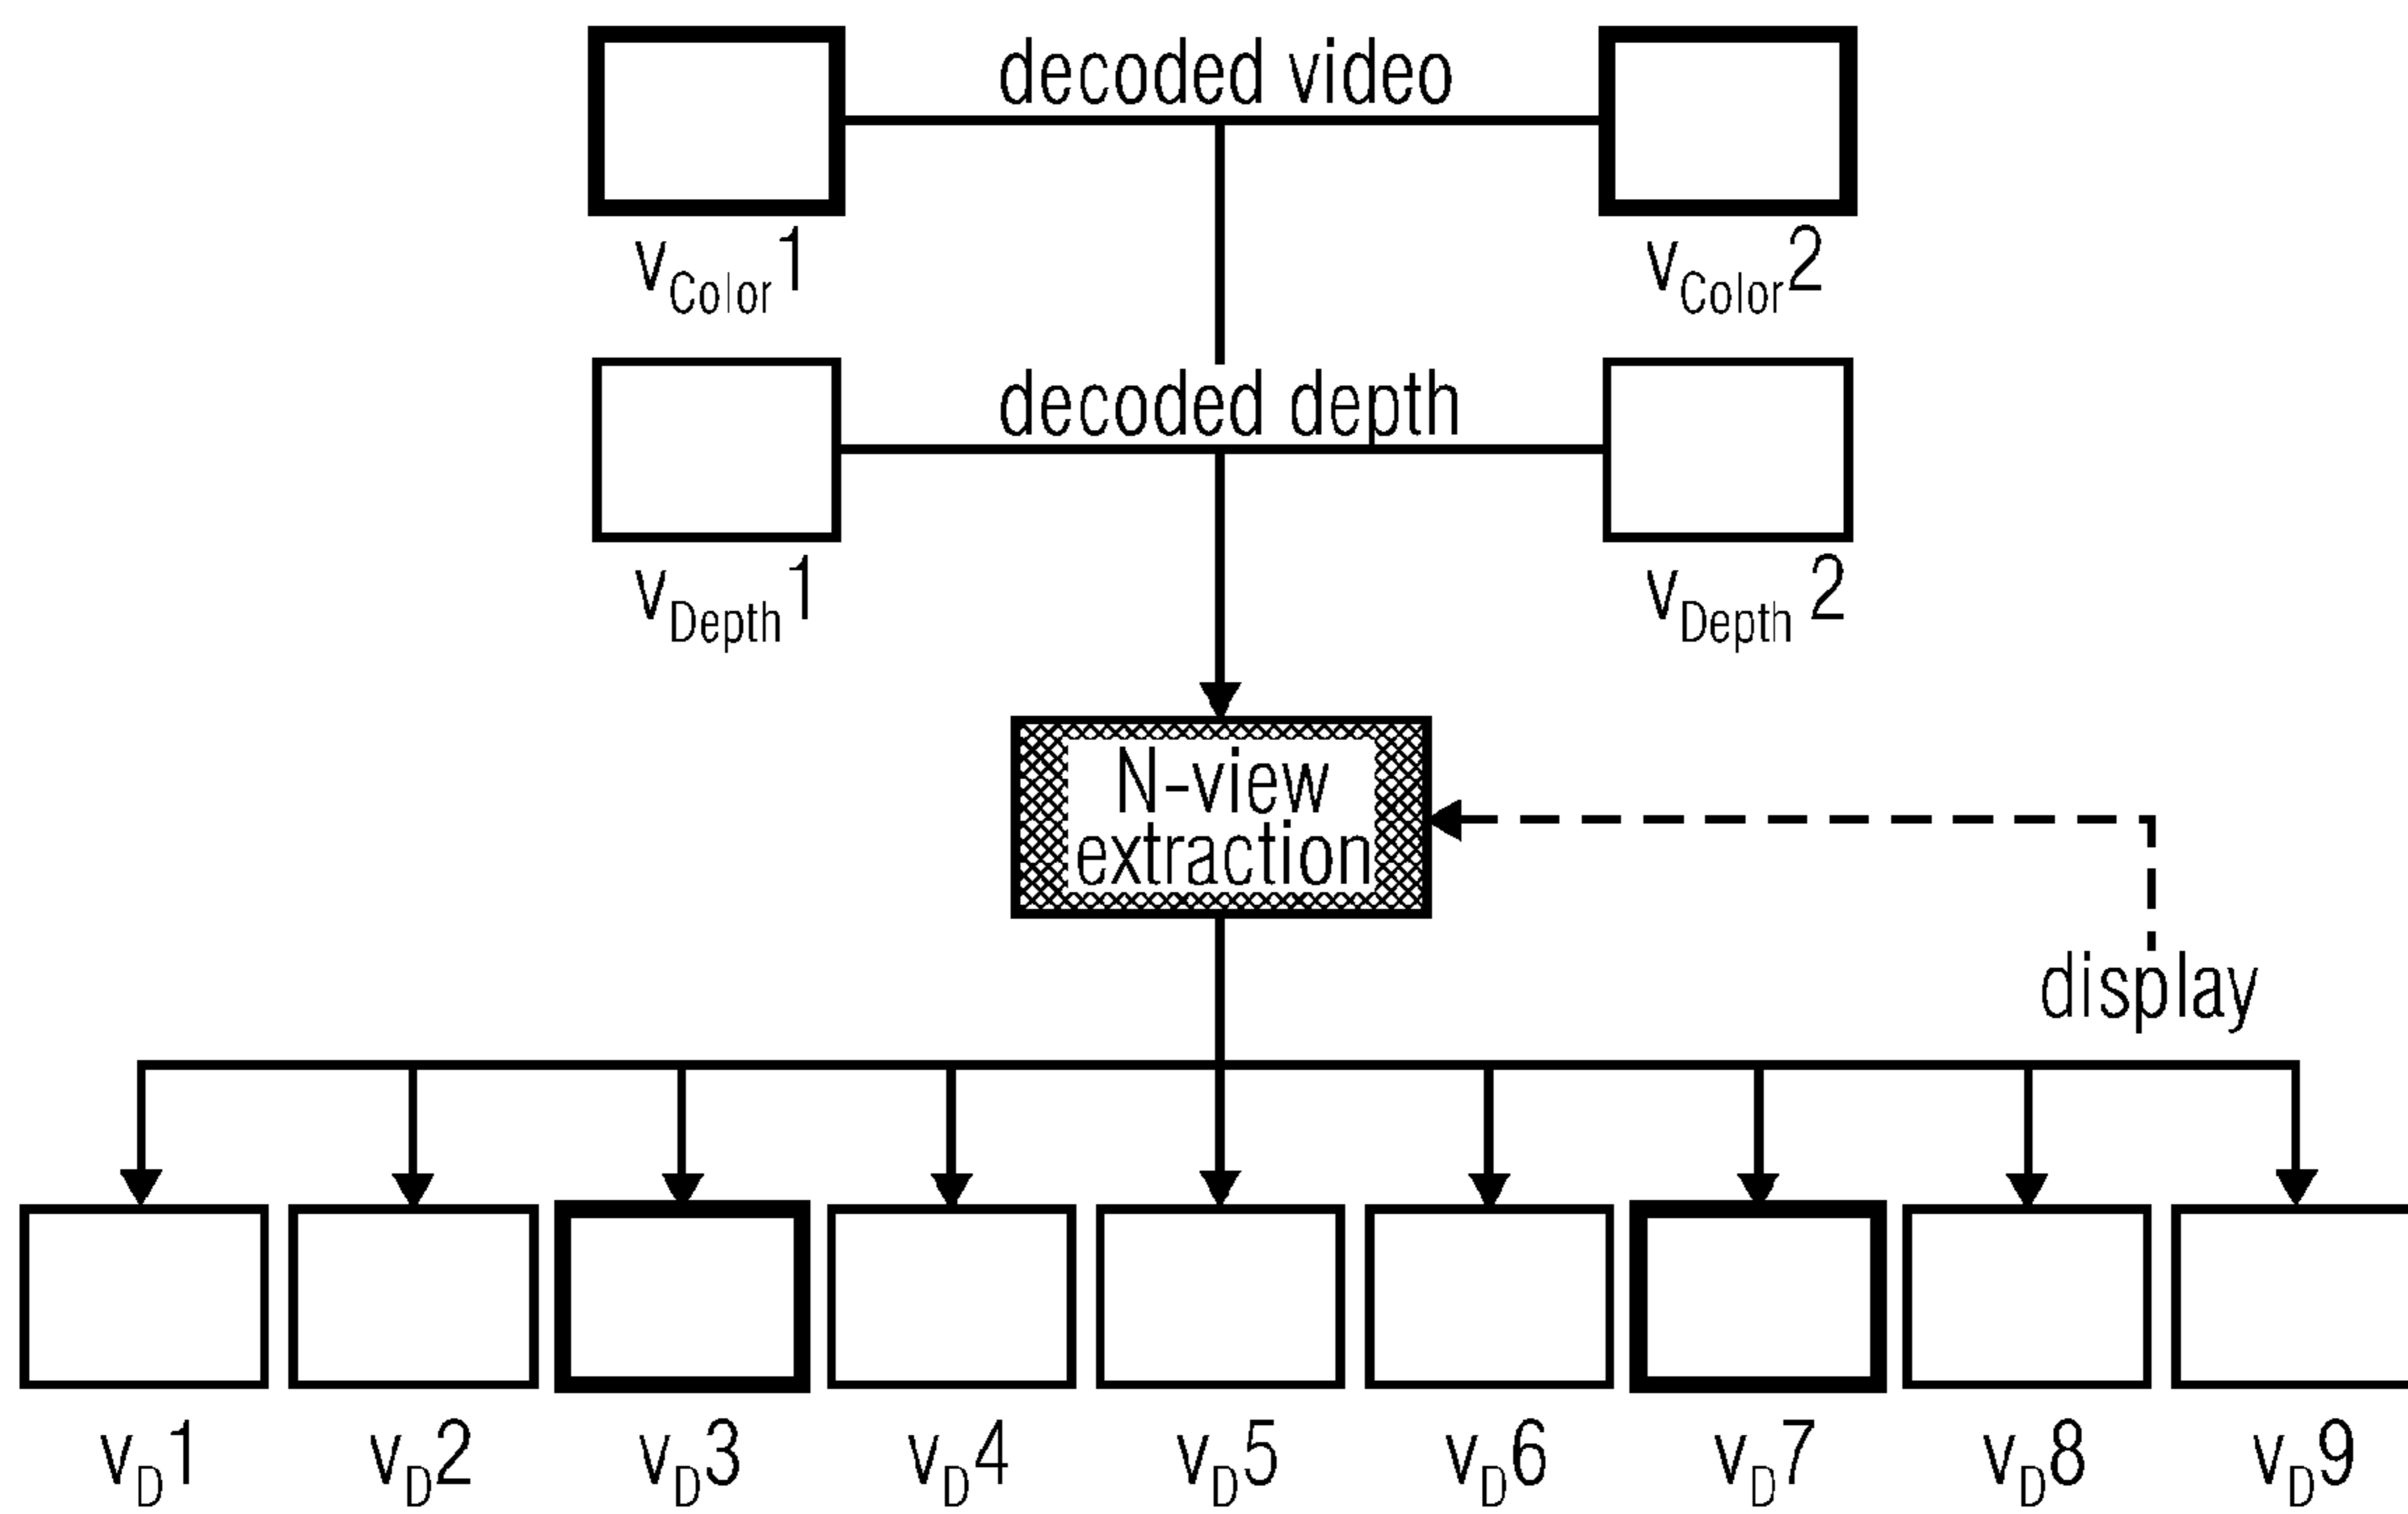 decoded video
vColor1
vColor2
decoded depth
vDepth1
vDepth 2
N-view
extraction
display
vD1 vD2 vD3 vD4 vD5 vD6 vD7 vD8 vD9